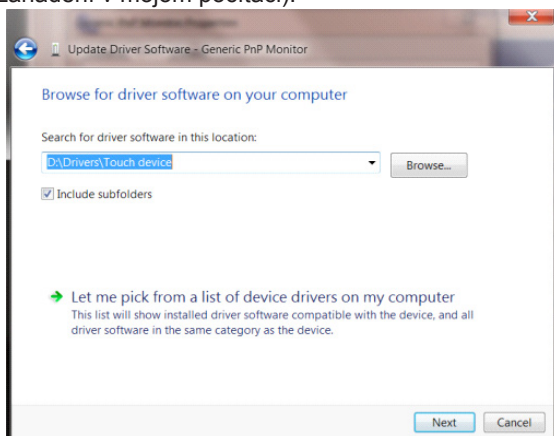 v mojem počítači).
Update Driver Software - Generic PnP Monitor
Browse for driver software on your computer
Search for driver software in this location:
D:\Drivers\Touch device
Browse...
Include subfolders
Let me pick from a list of device drivers on my computer
This list will show installed driver software compatible with the device, and all
driver software in the same category as the device.
Next
Cancel